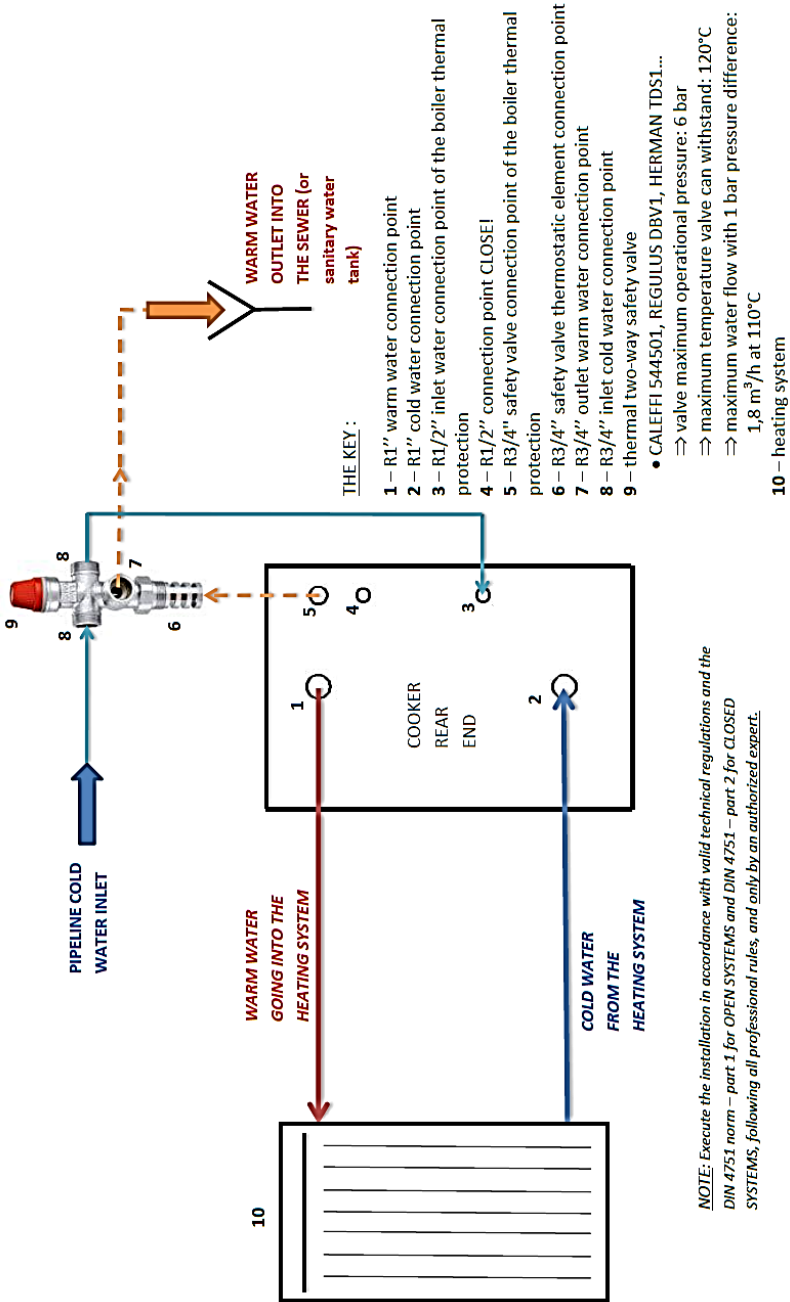 PIPELINE COLD
WATER INLET
9
8
8
7
6
WARM WATER
OUTLET INTO
THE SEWER (or
sanitary water
tank)
10
WARM WATER
GOING INTO THE
HEATING SYSTEM
COLD WATER
FROM THE
HEATING SYSTEM
1
2
5
4
3
COOKER
REAR
END
THE KEY :
1 – R1'' warm water connection point
2 – R1'' cold water connection point
3 – R1/2'' inlet water connection point of the boiler thermal
protection
4 – R1/2'' connection point CLOSE!
5 – R3/4" safety valve connection point of the boiler thermal
protection
6 – R3/4'' safety valve thermostatic element connection point
7 – R3/4'' outlet warm water connection point
8 – R3/4'' inlet cold water connection point
9 – thermal two-way safety valve
• CALEFFI 544501, REGULUS DBV1, HERMAN TDS1...
⇒ valve maximum operational pressure: 6 bar
⇒ maximum temperature valve can withstand: 120°C
⇒ maximum water flow with 1 bar pressure difference:
1,8 m³/h at 110°C
10 – heating system
NOTE: Execute the installation in accordance with valid technical regulations and the
DIN 4751 norm – part 1 for OPEN SYSTEMS and DIN 4751 – part 2 for CLOSED
SYSTEMS, following all professional rules, and only by an authorized expert.